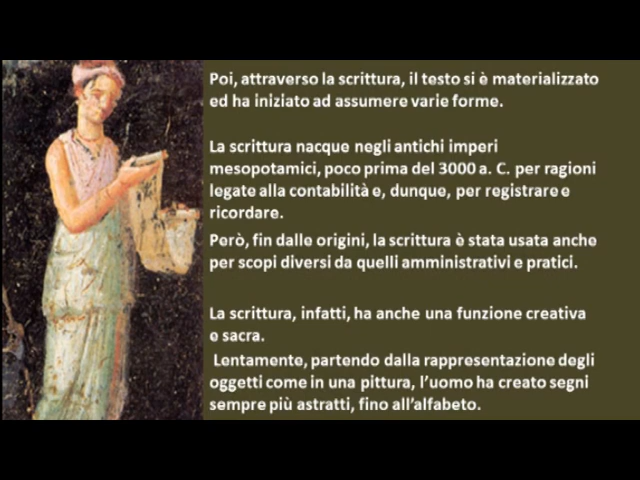 Poi, attraverso la scrittura, il testo si è materializzato
ed ha iniziato ad assumere varie forme.
La scrittura nacque negli antichi imperi
mesopotamici, poco prima del 3000 a. C. per ragioni
legate alla contabilità e, dunque, per registrare e
ricordare.
Però, fin dalle origini, la scrittura è stata usata anche
per scopi diversi da quelli amministrativi e pratici.
La scrittura, infatti, ha anche una funzione creativa
e sacra.
Lentamente, partendo dalla rappresentazione degli
oggetti come in una pittura, l’uomo ha creato segni
sempre più astratti, fino all’alfabeto.